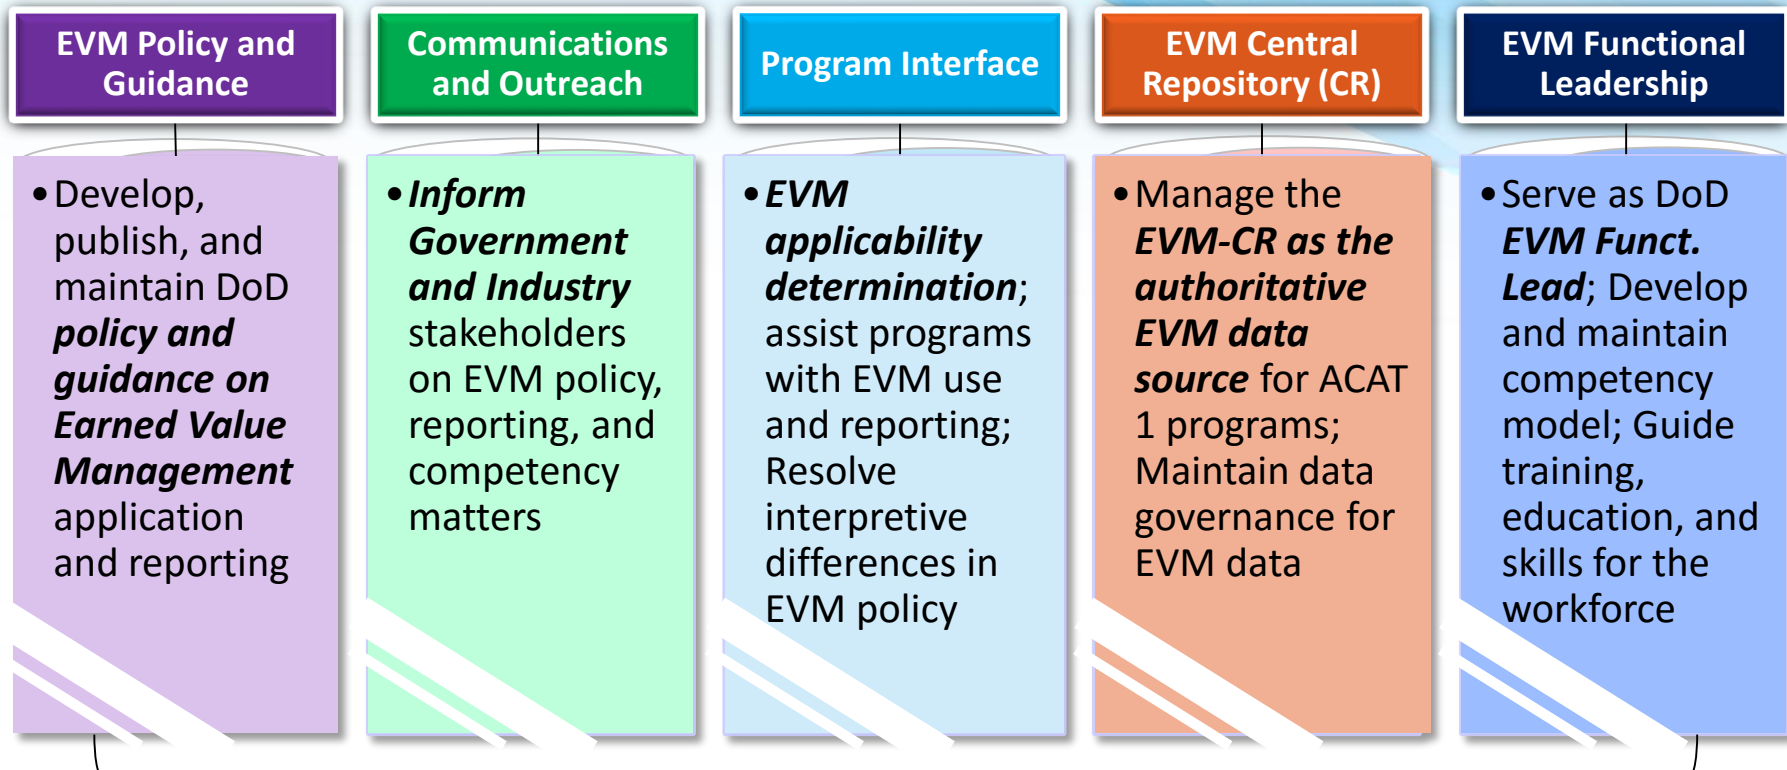 EVM Policy and
Guidance
• Develop,
publish, and
maintain DoD
policy and
guidance on
Earned Value
Management
application
and reporting
Communications
and Outreach
• Inform
Government
and Industry
stakeholders
on EVM policy,
reporting, and
competency
matters
Program Interface
• EVM
applicability
determination;
assist programs
with EVM use
and reporting;
Resolve
interpretive
differences in
EVM policy
EVM Central
Repository (CR)
• Manage the
EVM-CR as the
authoritative
EVM data
source for ACAT
1 programs;
Maintain data
governance for
EVM data
EVM Functional
Leadership
• Serve as DoD
EVM Funct.
Lead; Develop
and maintain
competency
model; Guide
training,
education, and
skills for the
workforce